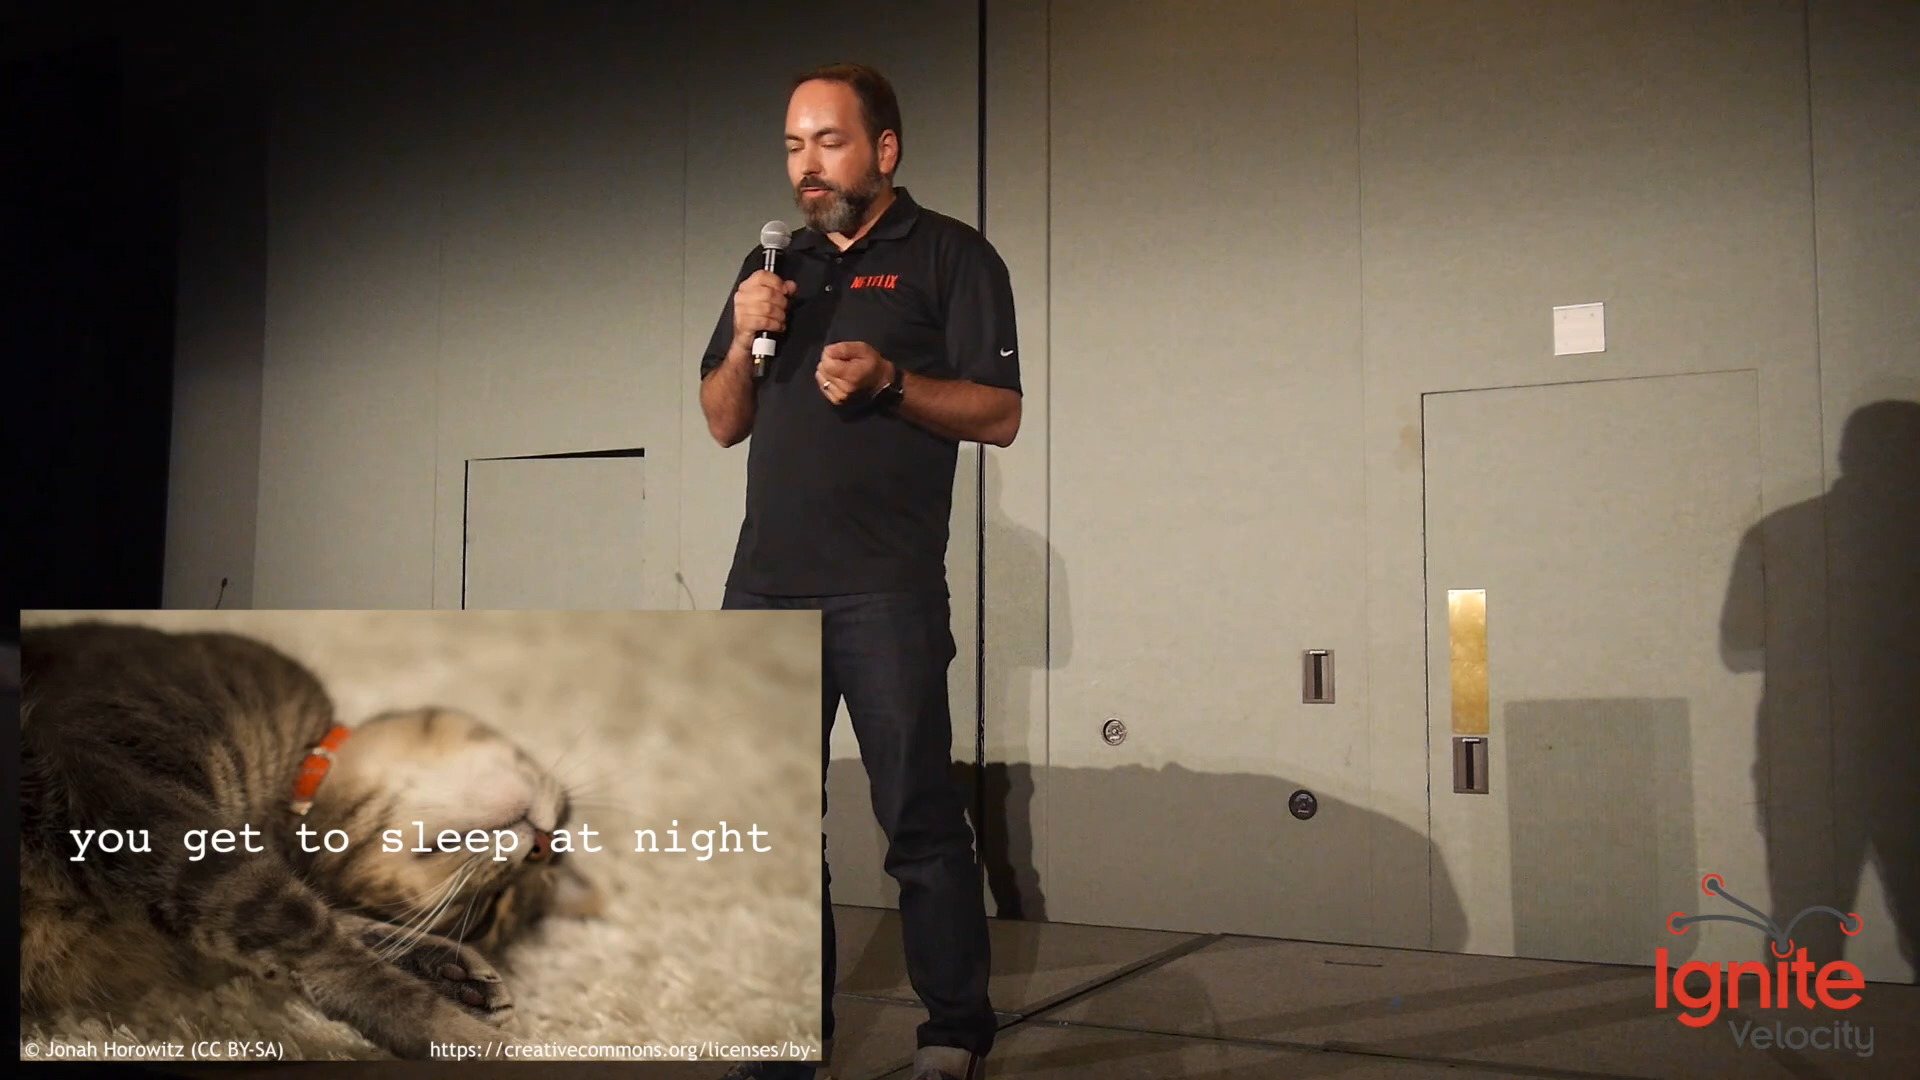 NETFLIX
you get to sleep at night
© Jonah Horowitz (CC BY-SA)
https://creativecommons.org/licenses/by-
Ignite
Velocity